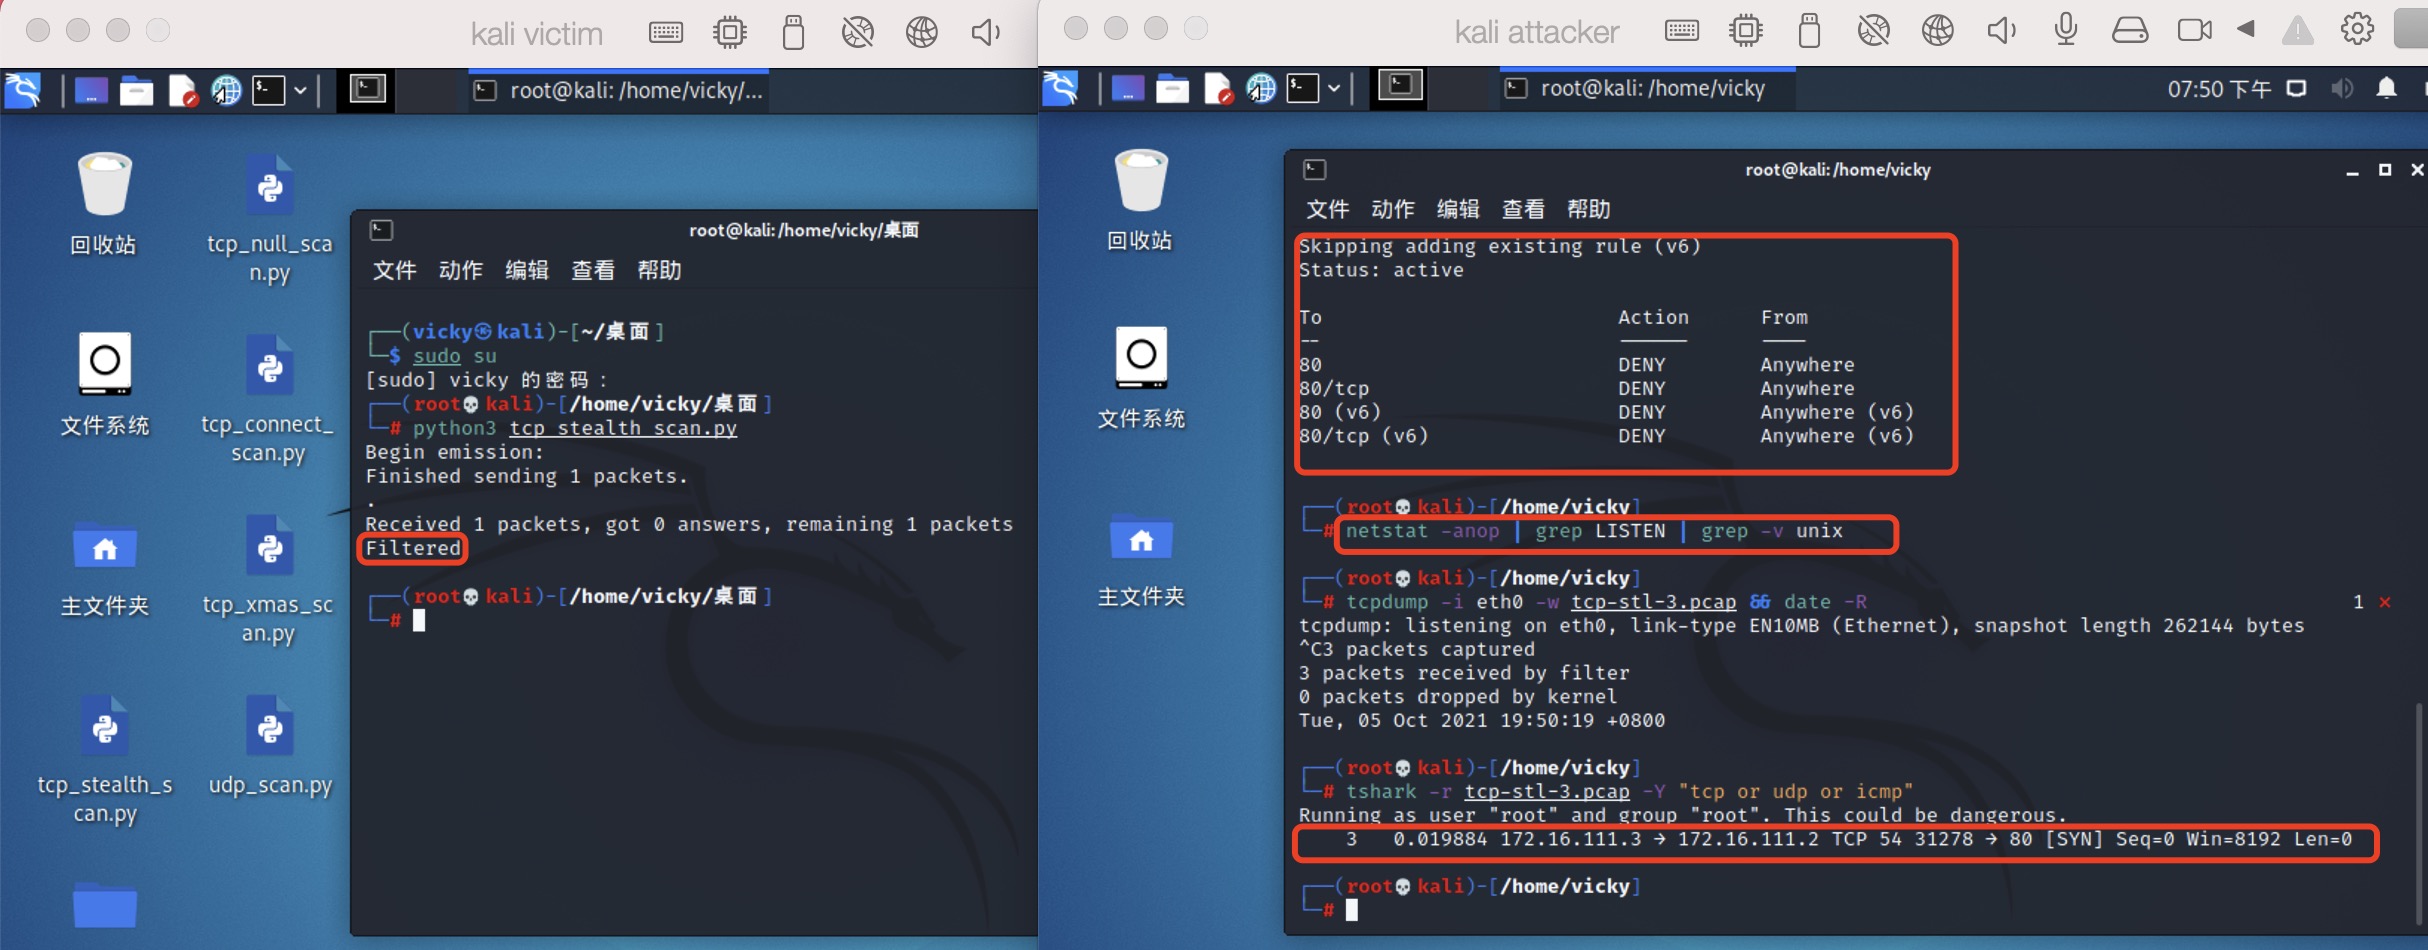 kali victim
root@kali: /home/vicky/...
回收站
tcp_null_sca
n.py
文件系统
tcp_connect_
scan.py
主文件夹
tcp_xmas_sc
an.py
tcp_stealth_s
can.py
udp_scan.py
root@kali: /home/vicky/桌面
文件 动作 编辑 查看 帮助
┌──(vicky㉿kali)-[~/桌面]
└─$ sudo su
[sudo] vicky 的密码：
┌──(root💀kali)-[/home/vicky/桌面]
└─# python3 tcp_stealth_scan.py
Begin emission:
Finished sending 1 packets.
.
Received 1 packets, got 0 answers, remaining 1 packets
Filtered
┌──(root💀kali)-[/home/vicky/桌面]
└─#
kali attacker
root@kali: /home/vicky
07:50 下午
回收站
文件系统
主文件夹
root@kali: /home/vicky
文件 动作 编辑 查看 帮助
Skipping adding existing rule (v6)
Status: active
To Action From
-- ------ ----
80 DENY Anywhere
80/tcp DENY Anywhere
80 (v6) DENY Anywhere (v6)
80/tcp (v6) DENY Anywhere (v6)
┌──(root💀kali)-[/home/vicky]
└─# netstat -anop | grep LISTEN | grep -v unix
┌──(root💀kali)-[/home/vicky]
└─# tcpdump -i eth0 -w tcp-stl-3.pcap && date -R 1 ⨯
tcpdump: listening on eth0, link-type EN10MB (Ethernet), snapshot length 262144 bytes
^C3 packets captured
3 packets received by filter
0 packets dropped by kernel
Tue, 05 Oct 2021 19:50:19 +0800
┌──(root💀kali)-[/home/vicky]
└─# tshark -r tcp-stl-3.pcap -Y "tcp or udp or icmp"
Running as user "root" and group "root". This could be dangerous.
3 0.019884 172.16.111.3 → 172.16.111.2 TCP 54 31278 → 80 [SYN] Seq=0 Win=8192 Len=0
┌──(root💀kali)-[/home/vicky]
└─#